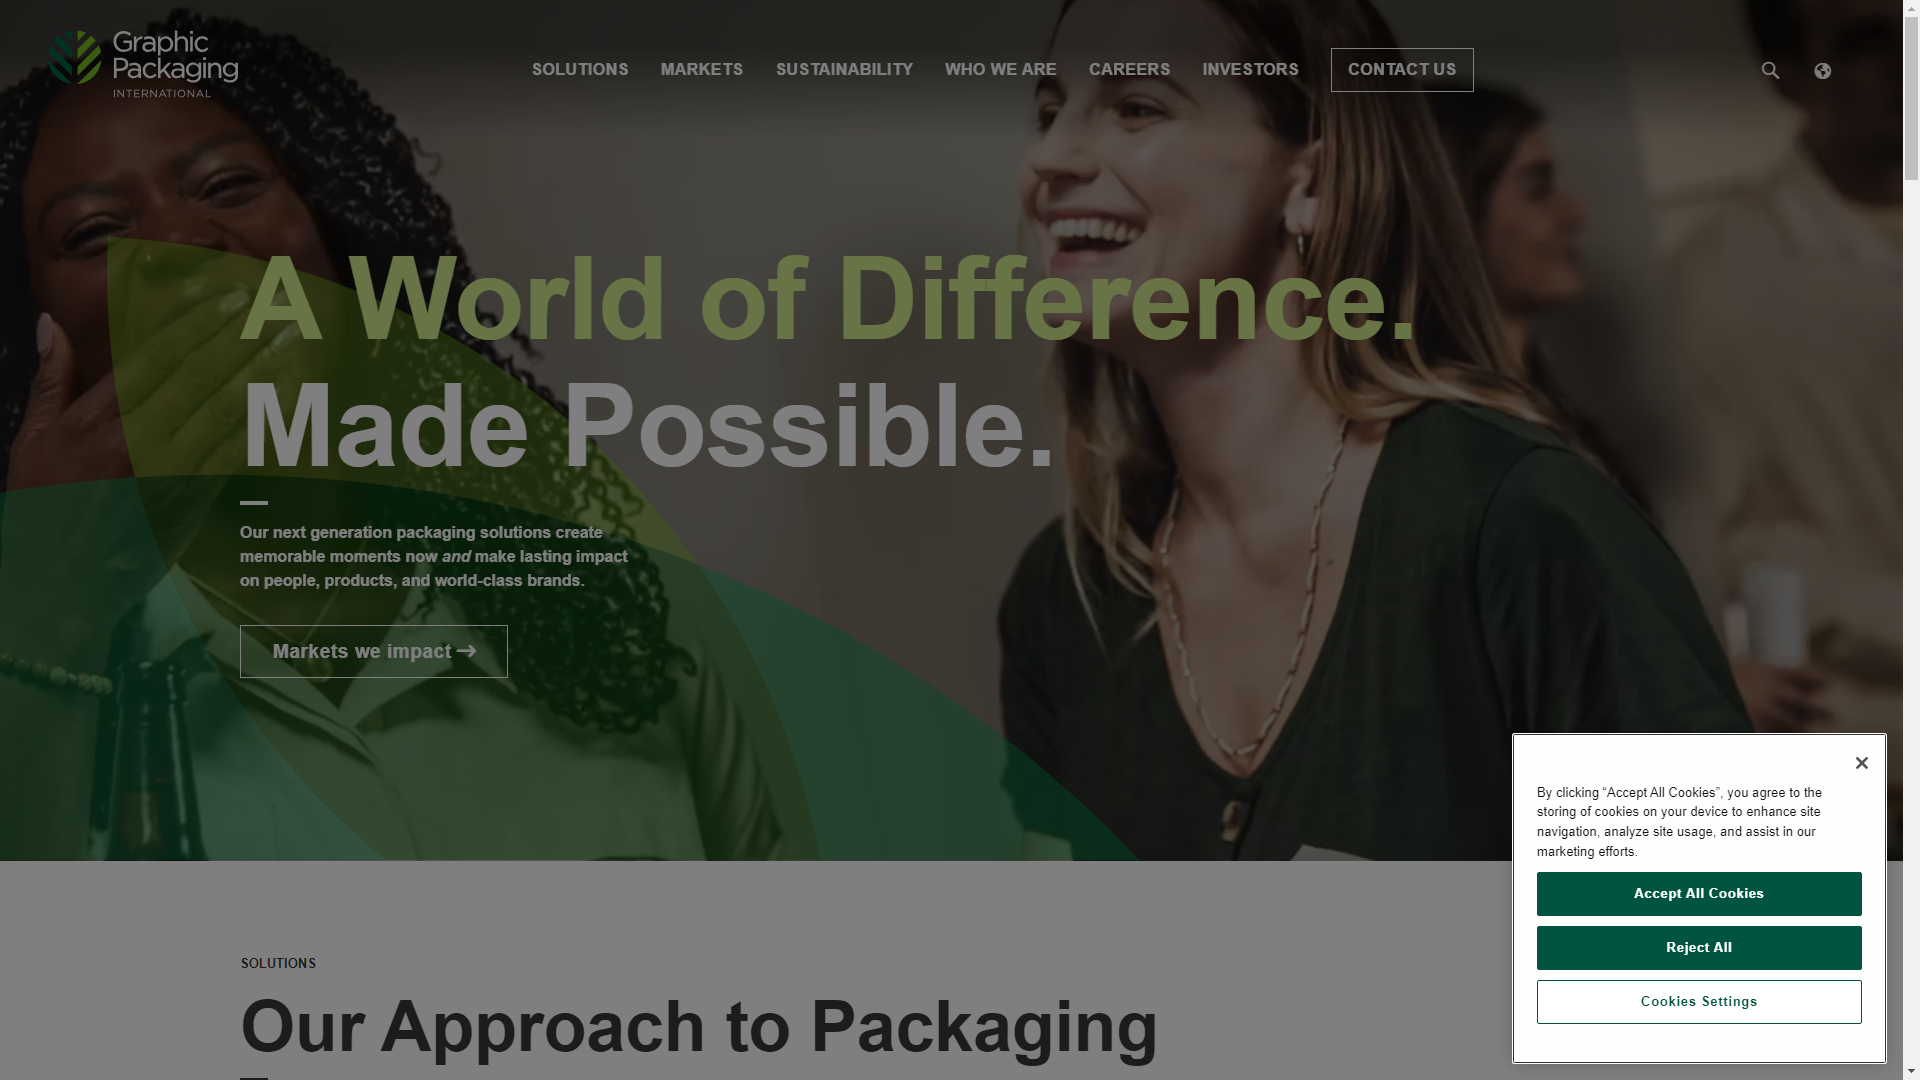 Graphic
Packaging
INTERNATIONAL
SOLUTIONS
MARKETS
SUSTAINABILITY
WHO WE ARE
CAREERS
INVESTORS
CONTACT US
A World of Difference.
Made Possible.
Our next generation packaging solutions create
memorable moments now and make lasting impact
on people, products, and world-class brands.
Markets we impact
By clicking “Accept All Cookies”, you agree to the
storing of cookies on your device to enhance site
navigation, analyze site usage, and assist in our
marketing efforts.
Accept All Cookies
Reject All
Cookies Settings
SOLUTIONS
Our Approach to Packaging